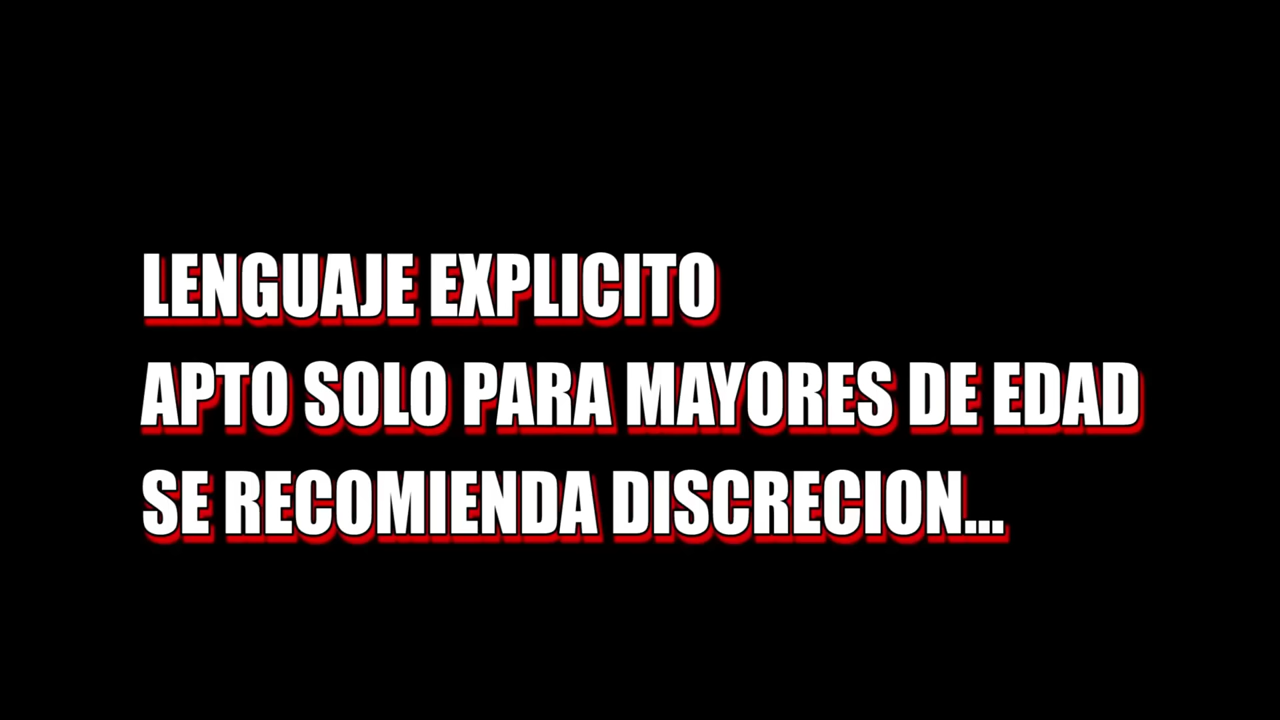 LENGUAJE EXPLICITO
APTO SOLO PARA MAYORES DE EDAD
SE RECOMIENDA DISCRECION...